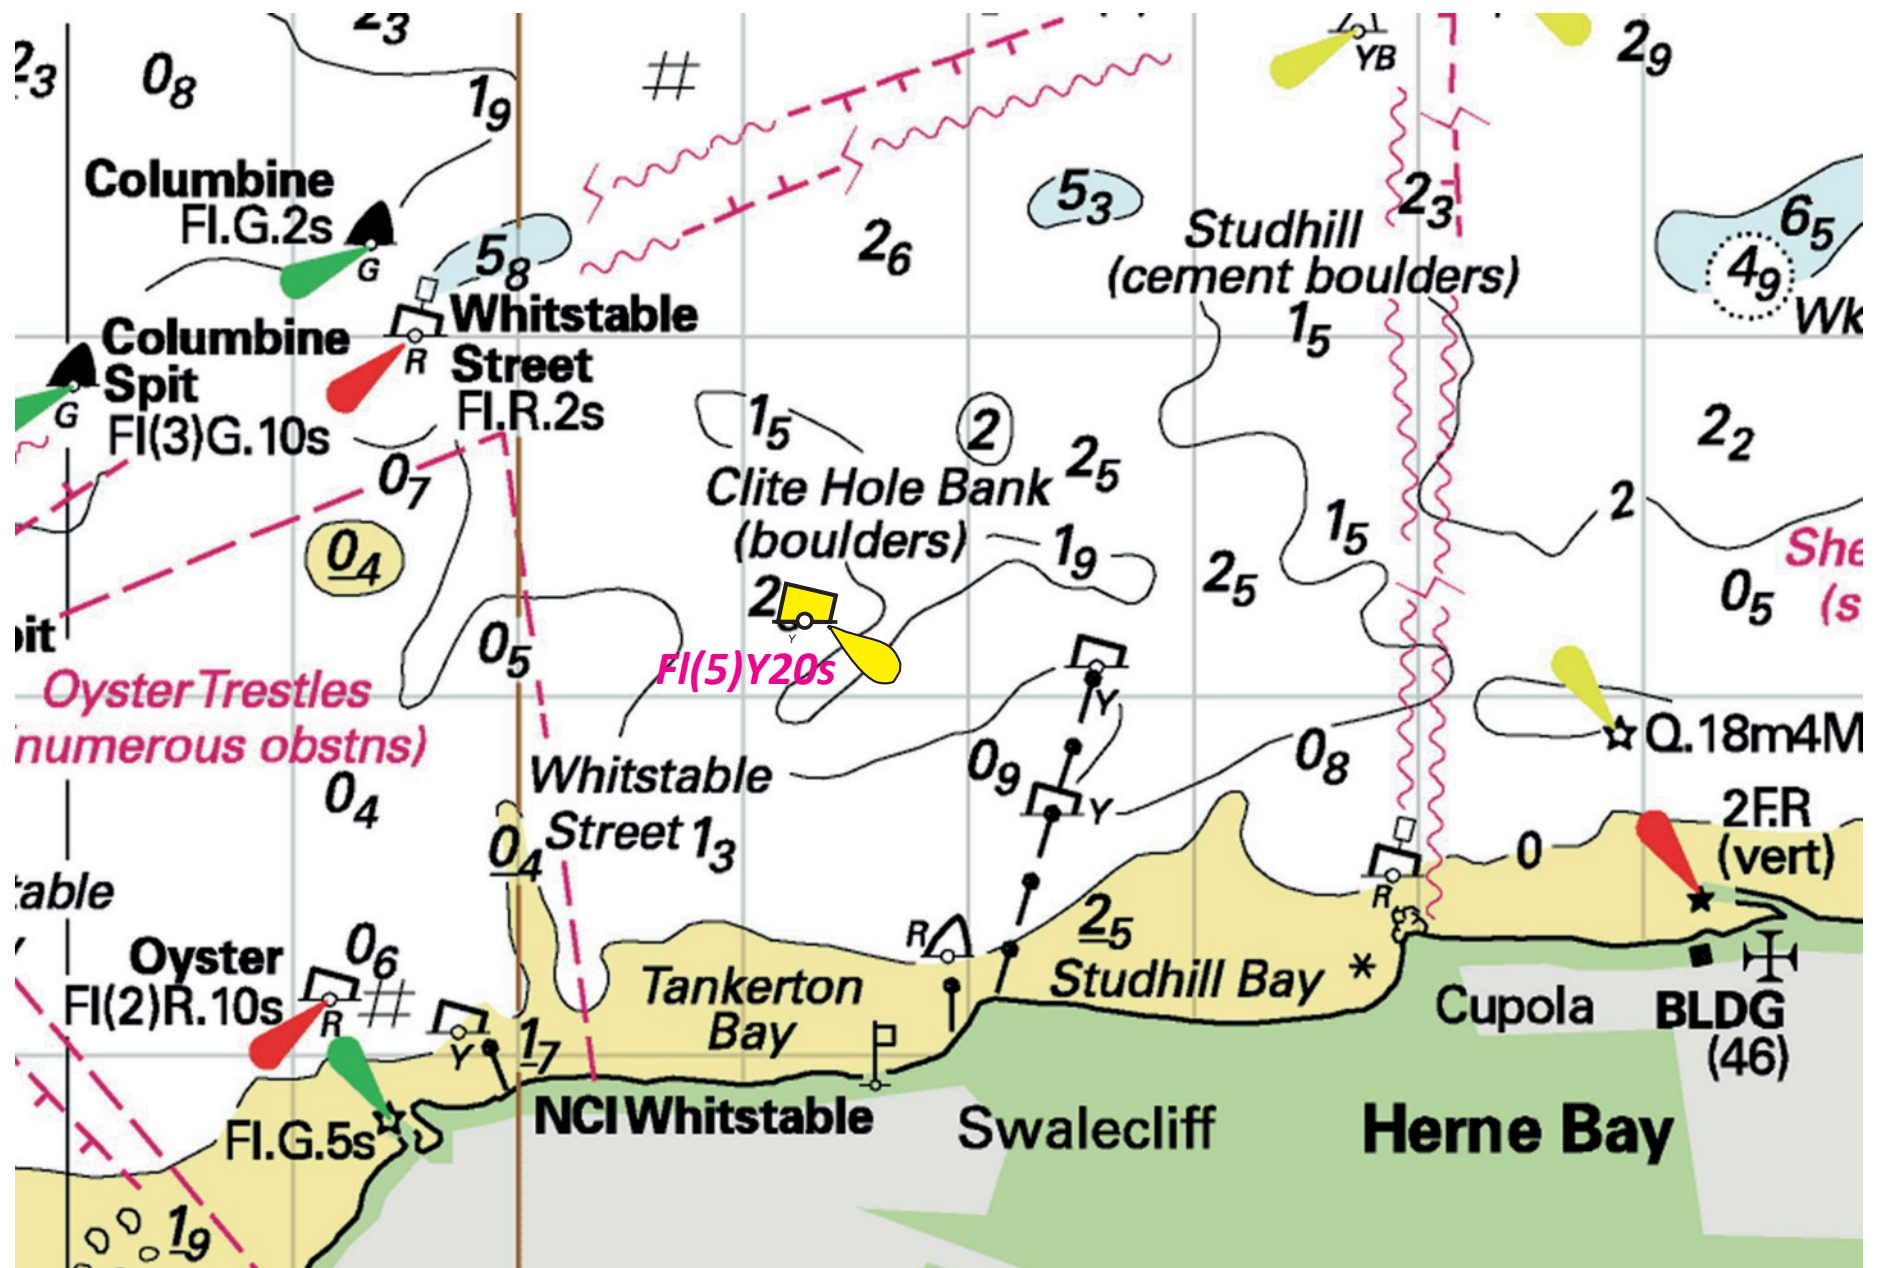 2₃
2₃
0₈
1₉
YB
2₉
Columbine
Fl.G.2s
G
5₈
2₆
5₃
2₃
Studhill
(cement boulders)
6₅
4₉
Wk
1₅
Whitstable
Street
Fl.R.2s
R
Columbine
Spit
Fl(3)G.10s
G
0₇
1₅
2
2₅
Clite Hole Bank
(boulders)
1₉
2₅
1₅
2
2₂
0₄
0₅
2
Y
Fl(5)Y20s
0₅
She
(s
Oyster Trestles
numerous obstns)
0₄
Whitstable
Street 1₃
0₉
Y
Y
0₈
Q.18m4M
2F.R
(vert)
0
0₄
able
Oyster
Fl(2)R.10s
R
0₆
Y
1₇
Tankerton
Bay
R
2₅
Studhill Bay
R
Cupola
BLDG
(46)
Fl.G.5s
NCI Whitstable
Swalecliff
Herne Bay
1₉